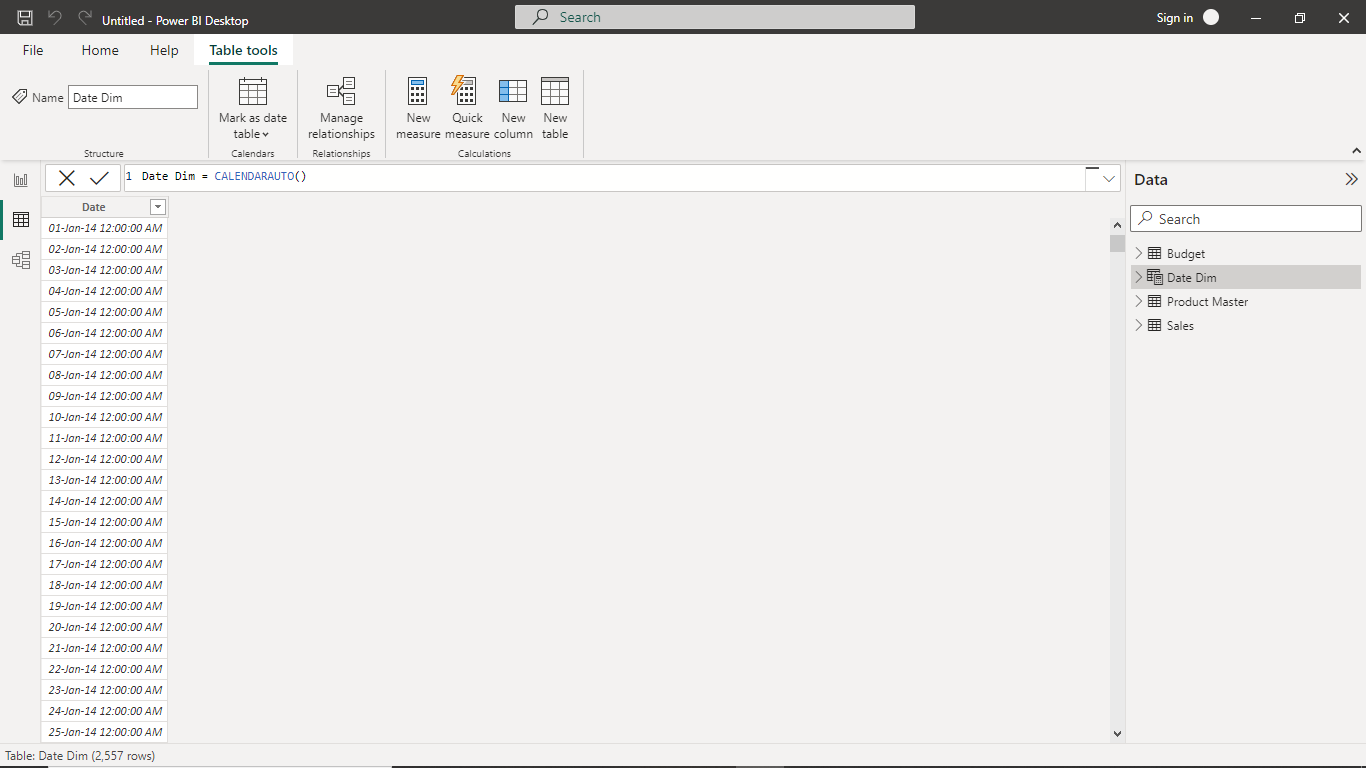 Untitled - Power BI Desktop
Search
Sign in
File
Home
Help
Table tools
Name
Date Dim
Mark as date
table
Manage
relationships
New
measure
Quick
measure
New
column
New
table
Structure
Calendars
Relationships
Calculations
1 Date Dim = CALENDARAUTO()
Date
01-Jan-14 12:00:00 AM
02-Jan-14 12:00:00 AM
03-Jan-14 12:00:00 AM
04-Jan-14 12:00:00 AM
05-Jan-14 12:00:00 AM
06-Jan-14 12:00:00 AM
07-Jan-14 12:00:00 AM
08-Jan-14 12:00:00 AM
09-Jan-14 12:00:00 AM
10-Jan-14 12:00:00 AM
11-Jan-14 12:00:00 AM
12-Jan-14 12:00:00 AM
13-Jan-14 12:00:00 AM
14-Jan-14 12:00:00 AM
15-Jan-14 12:00:00 AM
16-Jan-14 12:00:00 AM
17-Jan-14 12:00:00 AM
18-Jan-14 12:00:00 AM
19-Jan-14 12:00:00 AM
20-Jan-14 12:00:00 AM
21-Jan-14 12:00:00 AM
22-Jan-14 12:00:00 AM
23-Jan-14 12:00:00 AM
24-Jan-14 12:00:00 AM
25-Jan-14 12:00:00 AM
Data
Search
Budget
Date Dim
Product Master
Sales
Table: Date Dim (2,557 rows)